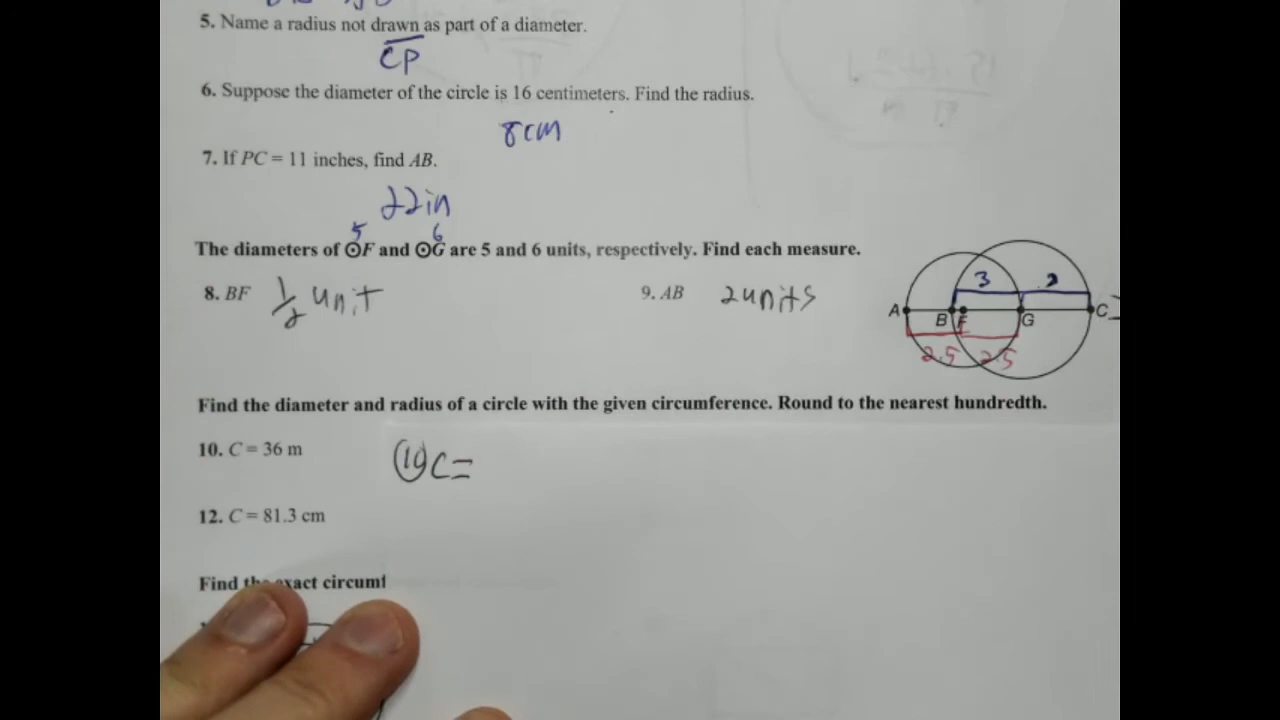 5. Name a radius not drawn as part of a diameter.
CP
6. Suppose the diameter of the circle is 16 centimeters. Find the radius.
8cm
7. If PC = 11 inches, find AB.
22in
5 6
The diameters of ⊙F and ⊙G are 5 and 6 units, respectively. Find each measure.
8. BF 1/2 unit
9. AB 2units
3
A B F G C
2.5 2.5
Find the diameter and radius of a circle with the given circumference. Round to the nearest hundredth.
10. C = 36 m
10 C=
12. C = 81.3 cm
Find the exact circumf